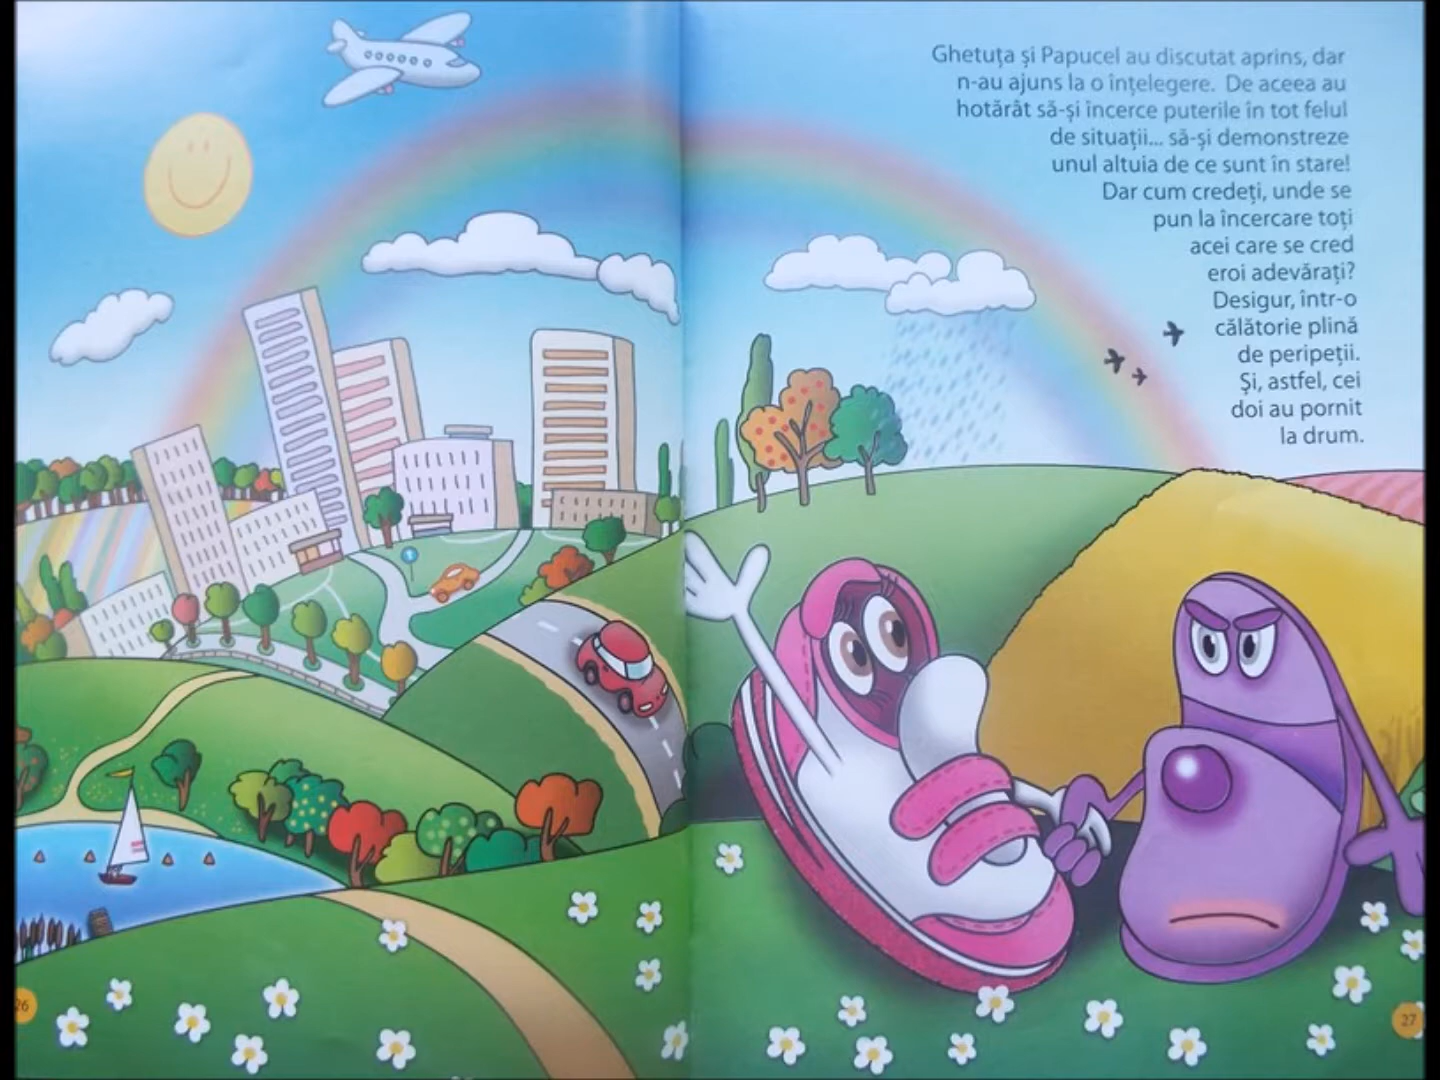 Ghetuța și Papucel au discutat aprins, dar
n-au ajuns la o înțelegere. De aceea au
hotărât să-și încerce puterile în tot felul
de situații... să-și demonstreze
unul altuia de ce sunt în stare!
Dar cum credeți, unde se
pun la încercare toți
acei care se cred
eroi adevărați?
Desigur, într-o
călătorie plină
de peripeții.
Și, astfel, cei
doi au pornit
la drum.
26
27